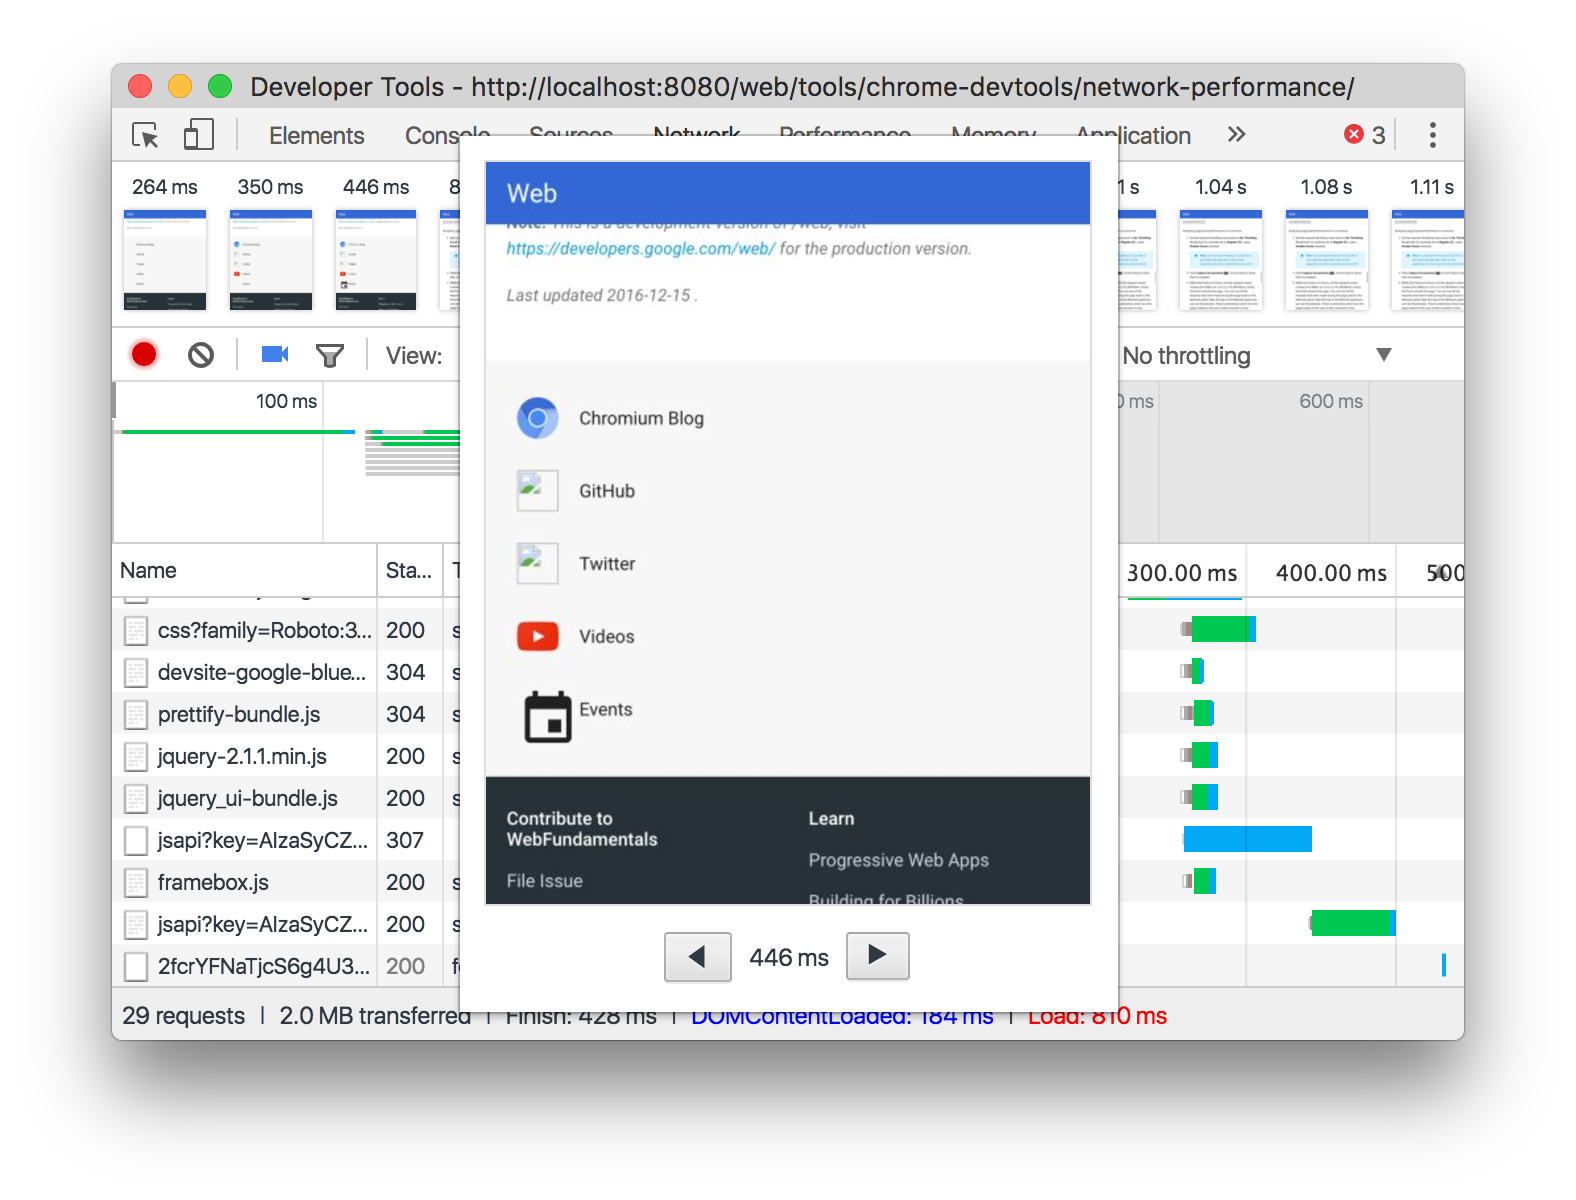 Developer Tools - http://localhost:8080/web/tools/chrome-devtools/network-performance/
Elements Console Sources Network Performance Memory Application 3
264 ms 350 ms 446 ms 8 1 s 1.04 s 1.08 s 1.11 s
View: No throttling
100 ms 0 ms 600 ms
Name Sta... T 300.00 ms 400.00 ms 500
css?family=Roboto:3... 200 s
devsite-google-blue... 304 s
prettify-bundle.js 304 s
jquery-2.1.1.min.js 200 s
jquery_ui-bundle.js 200 s
jsapi?key=AIzaSyCZ... 307
framebox.js 200 s
jsapi?key=AIzaSyCZ... 200 s
2fcrYFNaTjcS6g4U3... 200 f
29 requests | 2.0 MB transferred | Finish: 428 ms | DOMContentLoaded: 184 ms | Load: 810 ms
Web
Note: This is a development version of /web, visit
https://developers.google.com/web/ for the production version.
Last updated 2016-12-15 .
Chromium Blog
GitHub
Twitter
Videos
Events
Contribute to
WebFundamentals
File Issue
Learn
Progressive Web Apps
Building for Billions
446 ms